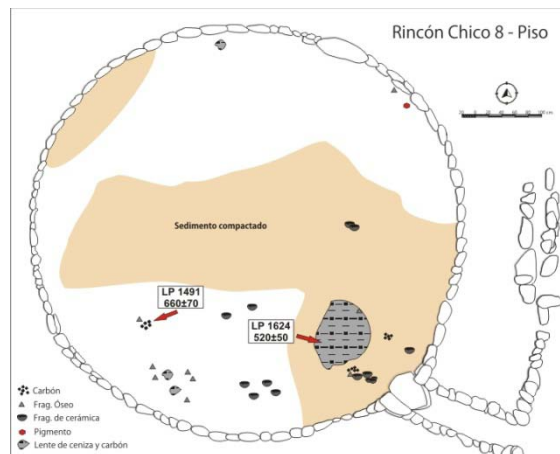 Rincón Chico 8 - Piso
Sedimento compactado
LP 1491
660±70
LP 1624
520±50
Carbón
Frag. Óseo
Frag. de cerámica
Pigmento
Lente de ceniza y carbón